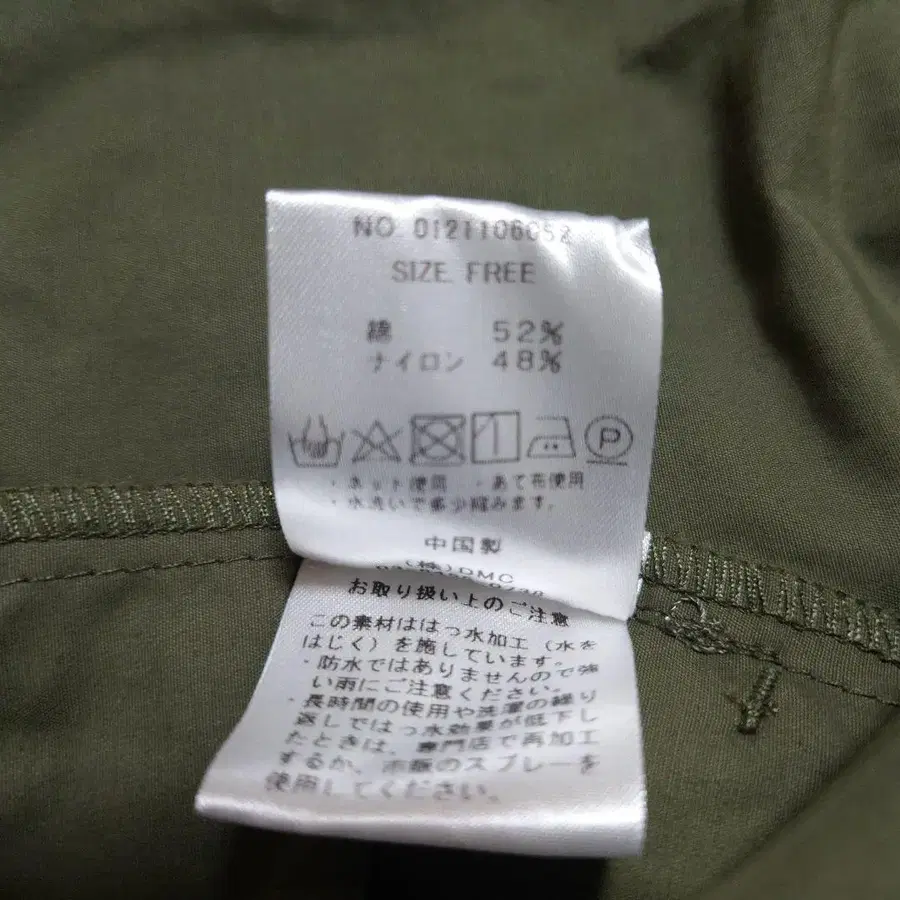 NO 0121106052
SIZE FREE
綿 52%
ナイロン 48%
P
・ネット使用 ・あて布使用
・水洗いで多少縮みます。
中国製
(株)DMC
お取り扱い上のご注意
この素材ははっ水加工(水を
はじく)を施しています。
・防水ではありませんので強
い雨にご注意ください。
・長時間の使用や洗濯の繰り
返しではっ水効果が低下し
たときは、専門店で再加工
するか、市販のスプレーを
使用してください。